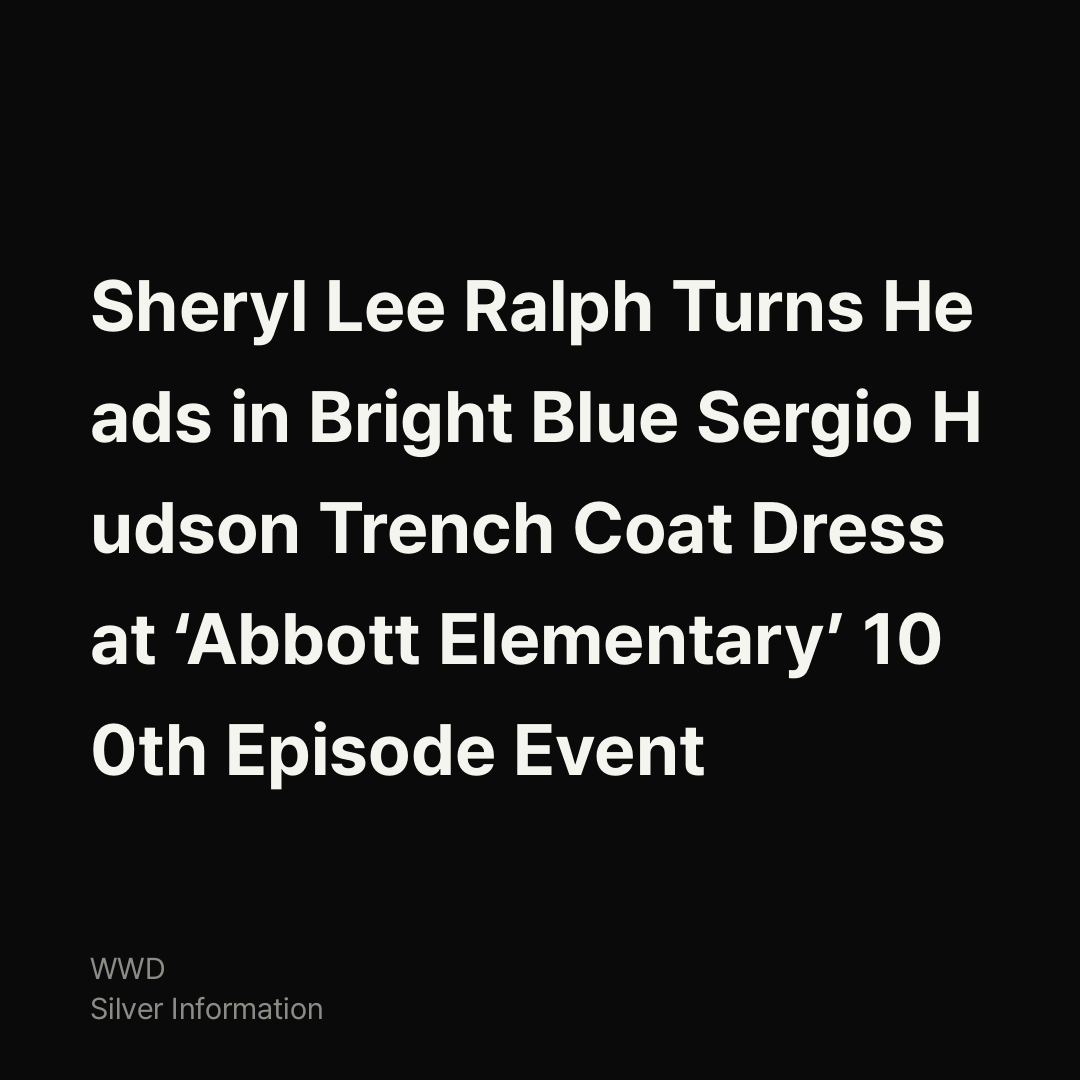 Sheryl Lee Ralph Turns He
ads in Bright Blue Sergio H
udson Trench Coat Dress
at ‘Abbott Elementary’ 10
0th Episode Event
WWD
Silver Information